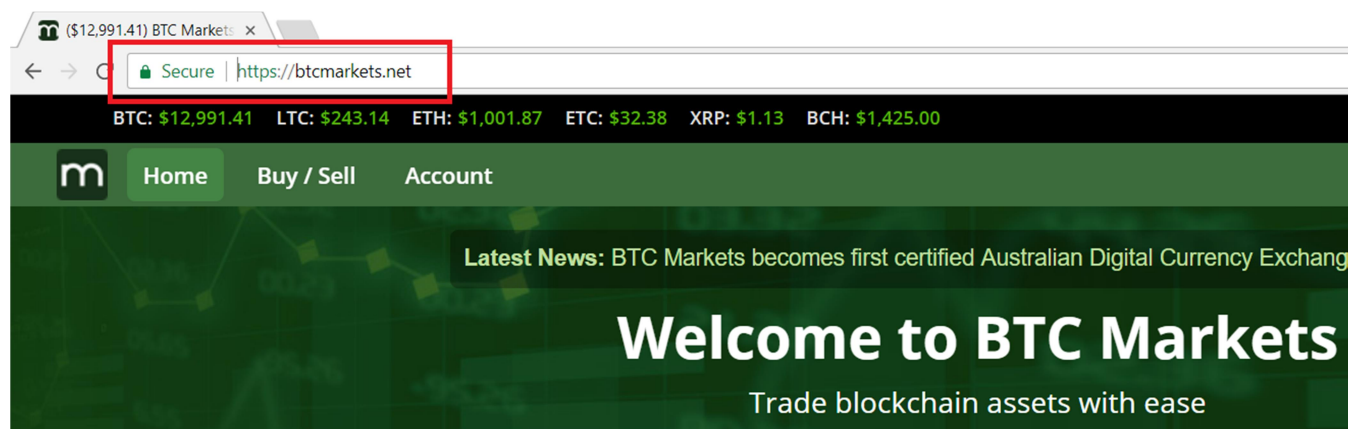 ($12,991.41) BTC Markets
Secure | https://btcmarkets.net
BTC: $12,991.41 LTC: $243.14 ETH: $1,001.87 ETC: $32.38 XRP: $1.13 BCH: $1,425.00
m Home Buy / Sell Account
Latest News: BTC Markets becomes first certified Australian Digital Currency Exchang
Welcome to BTC Markets
Trade blockchain assets with ease